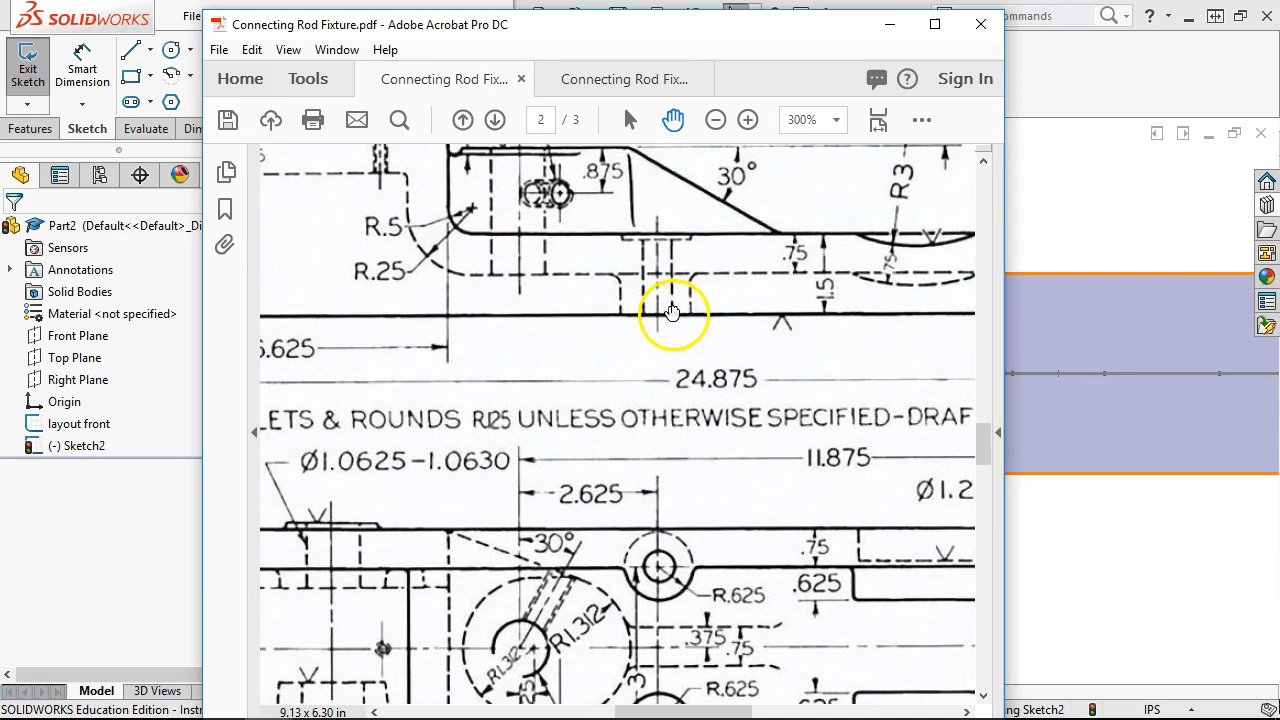 SOLIDWORKS
File
Connecting Rod Fixture.pdf - Adobe Acrobat Pro DC
File Edit View Window Help
Home Tools
Connecting Rod Fix... ×
Connecting Rod Fix...
Sign In
2 / 3
300%
Exit Sketch
Smart Dimension
Features Sketch Evaluate
Part2 (Default<<Default>_Di
Sensors
Annotations
Solid Bodies
Material <not specified>
Front Plane
Top Plane
Right Plane
Origin
layout front
(-) Sketch2
.875
30°
R3
R.5
R.25
.75
1.5
.75
24.875
& ROUNDS R.125 UNLESS OTHERWISE SPECIFIED-DRAF
Ø1.0625-1.0630
11.875
2.625
Ø1.2
30°
.75
R.625
.625
R1.312
R1.312
.375
.75
R.625
9.13 x 6.30 in
Model 3D Views
SOLIDWORKS Education Edition - Instr
ng Sketch2
IPS